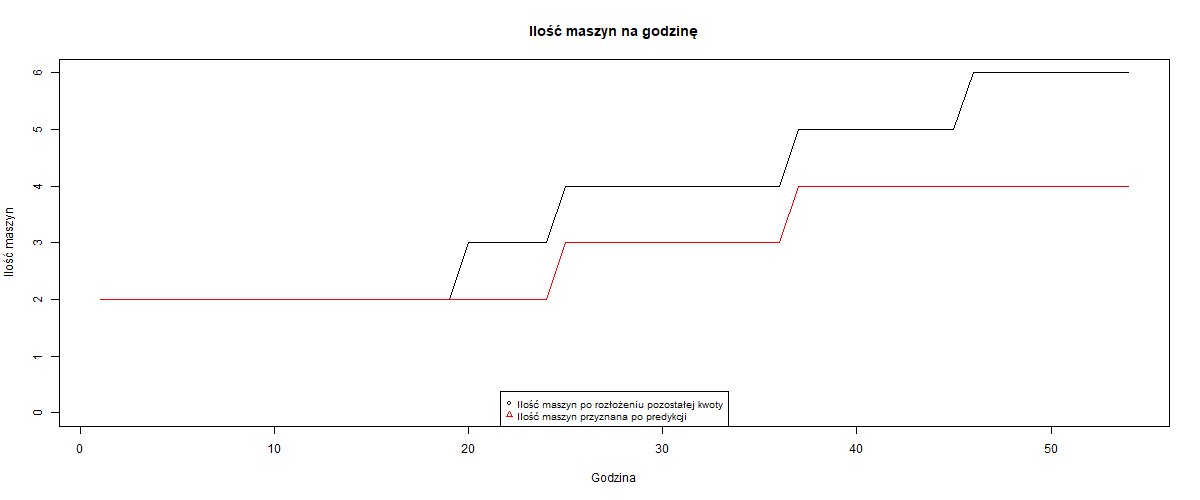 Ilość maszyn na godzinę
Ilość maszyn
6
5
4
3
2
1
0
Ilość maszyn po rozłożeniu pozostałej kwoty
Ilość maszyn przyznana po predykcji
0 10 20 30 40 50
Godzina